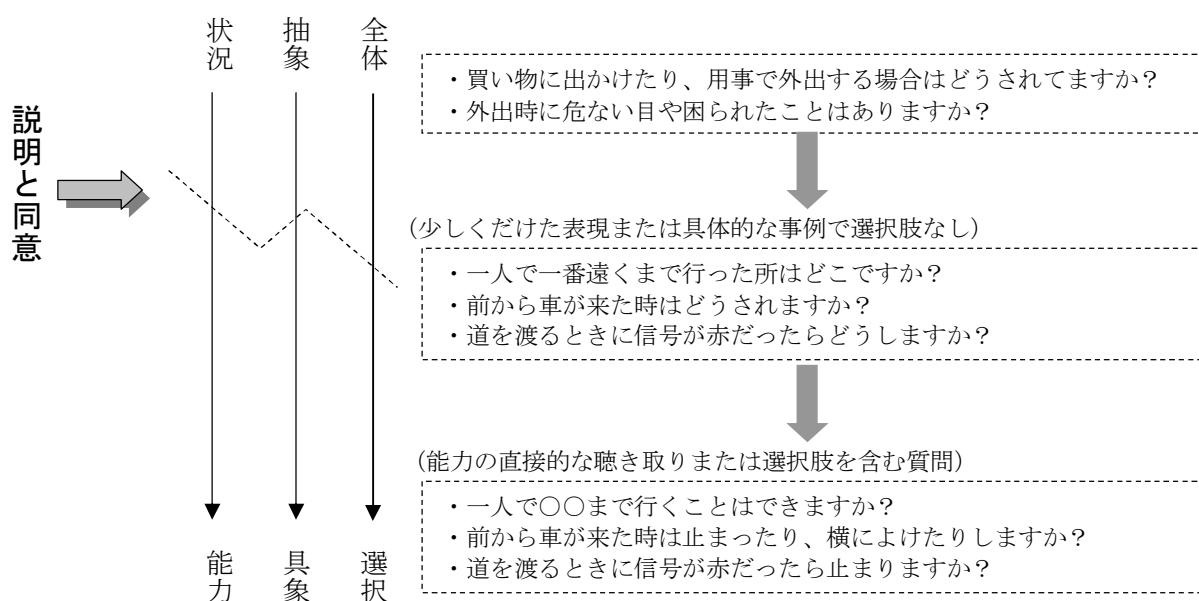 状況
抽象
全体
説明と同意
・買い物に出かけたり、用事で外出する場合はどうされてますか？
・外出時に危ない目や困られたことはありますか？
(少しくだけた表現または具体的な事例で選択肢なし)
・一人で一番遠くまで行った所はどこですか？
・前から車が来た時はどうされますか？
・道を渡るときに信号が赤だったらどうしますか？
(能力の直接的な聴き取りまたは選択肢を含む質問)
・一人で○○まで行くことはできますか？
・前から車が来た時は止まったり、横によけたりしますか？
・道を渡るときに信号が赤だったら止まりますか？
能力
具象
選択